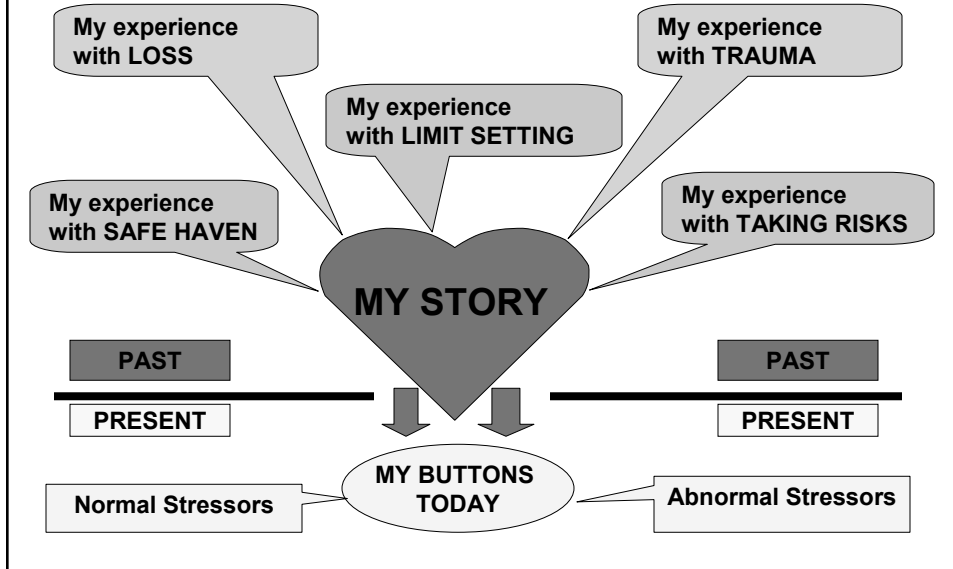 My experience
with LOSS
My experience
with TRAUMA
My experience
with LIMIT SETTING
My experience
with SAFE HAVEN
My experience
with TAKING RISKS
MY STORY
PAST
PAST
PRESENT
PRESENT
MY BUTTONS
TODAY
Normal Stressors
Abnormal Stressors